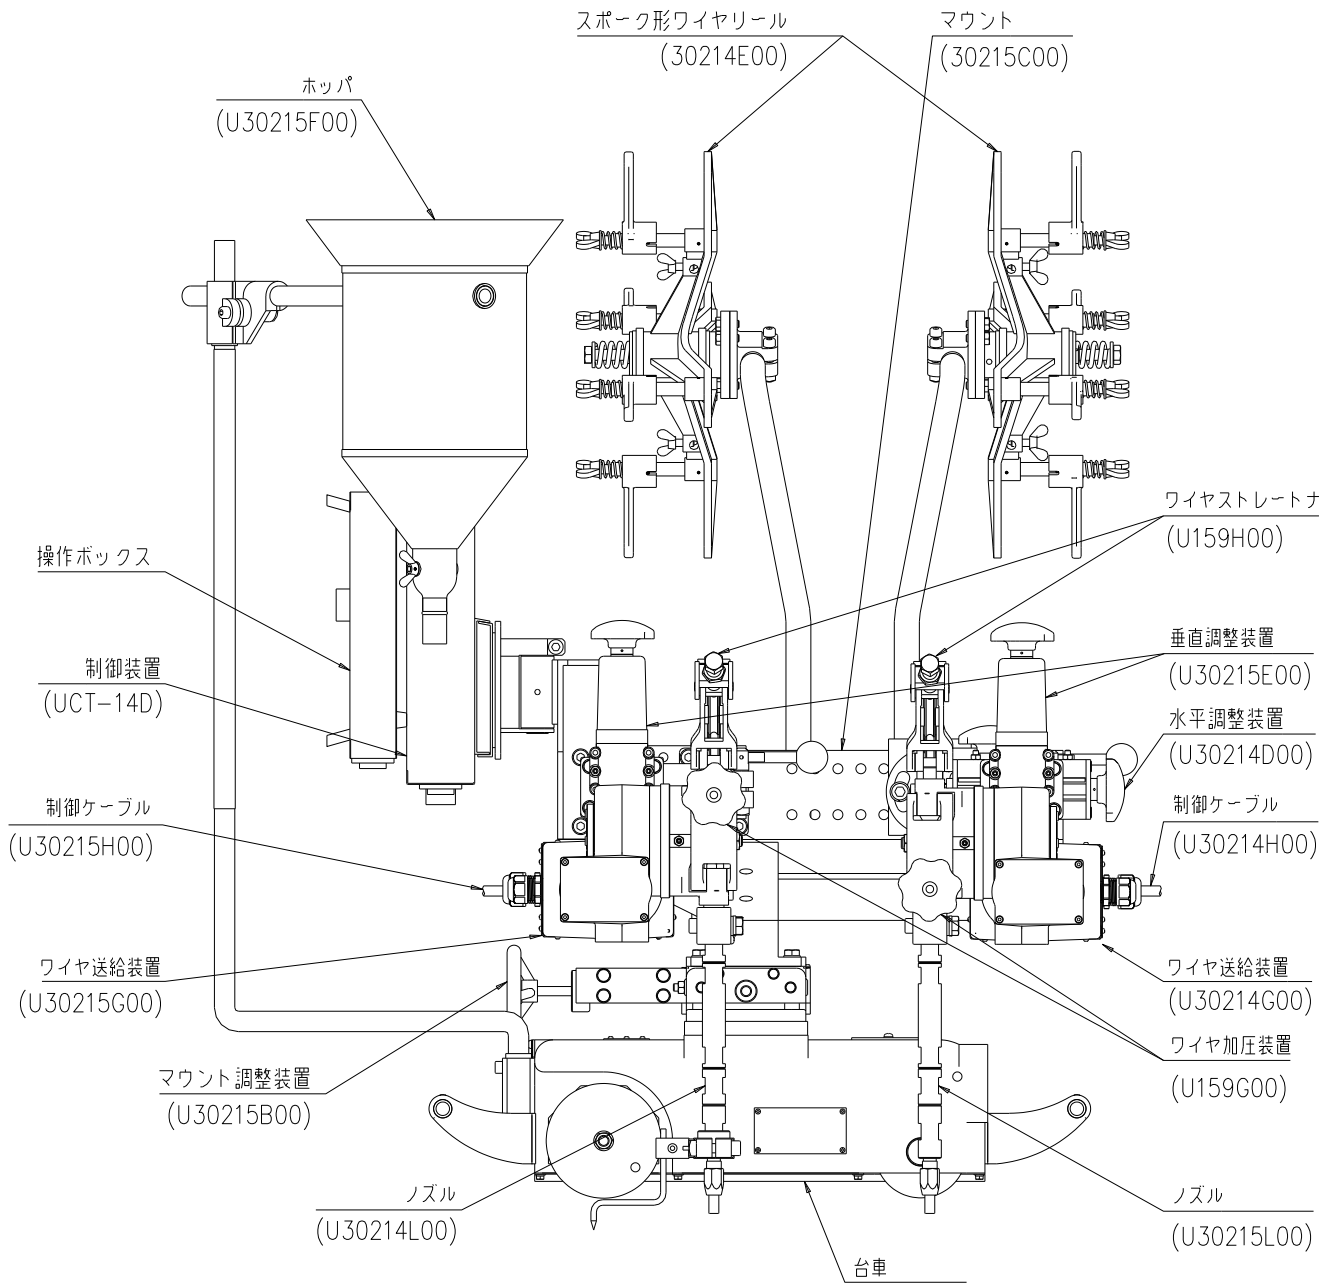 スポーク形ワイヤリール
(30214E00)
マウント
(30215C00)
ホッパ
(U30215F00)
ワイヤストレートナ
(U159H00)
操作ボックス
垂直調整装置
(U30215E00)
制御装置
(UCT-14D)
水平調整装置
(U30214D00)
制御ケーブル
(U30215H00)
制御ケーブル
(U30214H00)
ワイヤ送給装置
(U30215G00)
ワイヤ送給装置
(U30214G00)
ワイヤ加圧装置
(U159G00)
マウント調整装置
(U30215B00)
ノズル
(U30214L00)
ノズル
(U30215L00)
台車